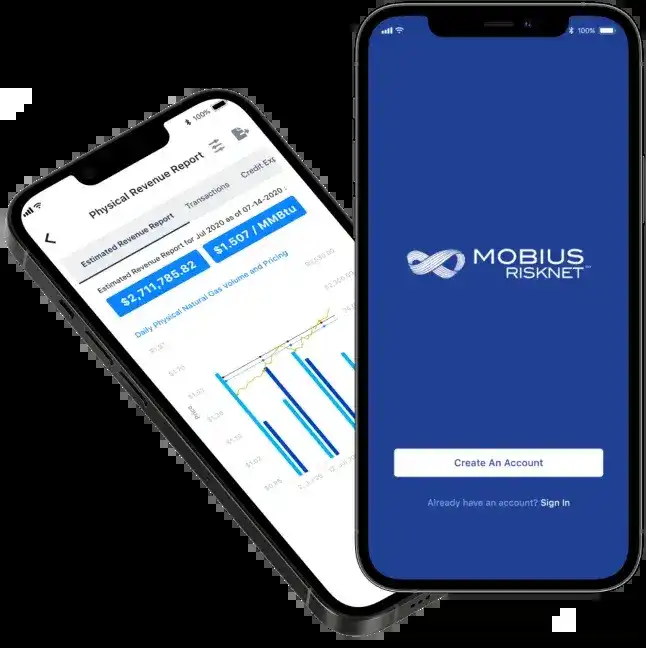 100%
Physical Revenue Report
Estimated Revenue Report
Transactions
Credit Exp
Estimated Revenue Report for Jul 2020 as of 07-14-2020
$2,711,785.82
$1.507 / MMBtu
Daily Physical Natural Gas Volume and Pricing
Price
100%
MOBIUS
RISKNET
Create An Account
Already have an account? Sign In